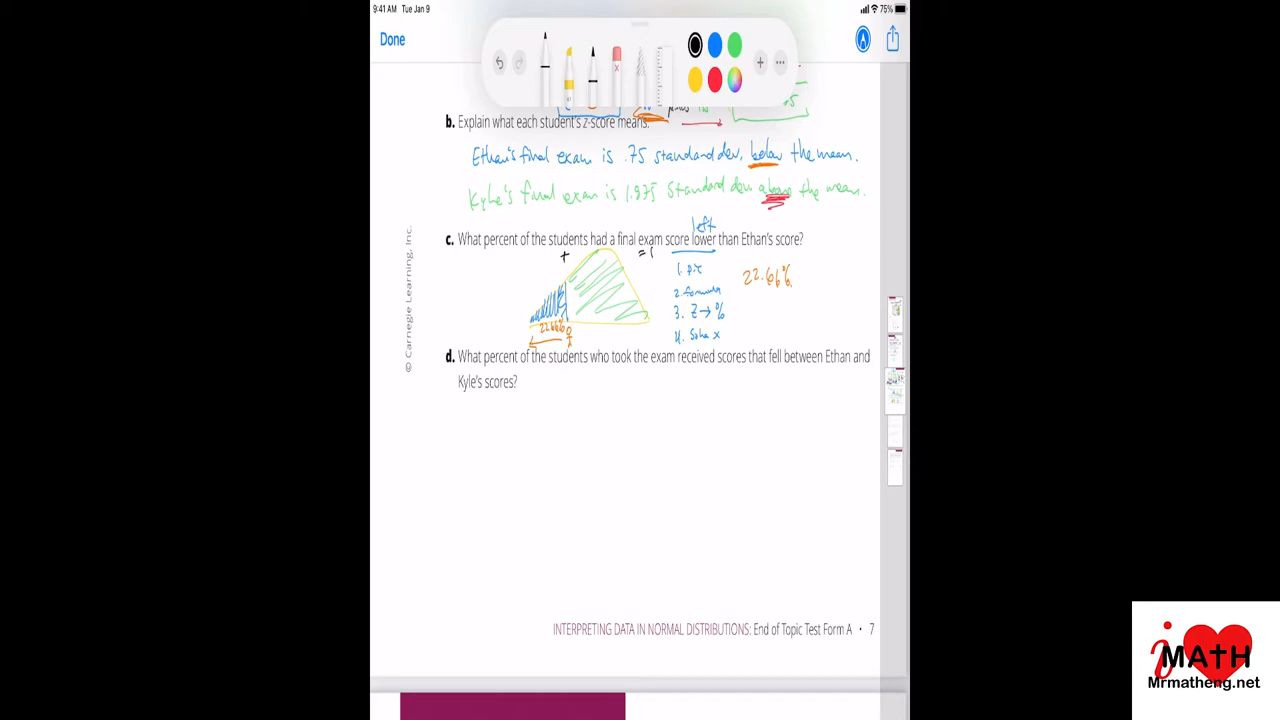 9:41 AM Tue Jan 9
75%
Done
b. Explain what each student's z-score means.
Ethan's final exam is .75 standard dev. below the mean.
Kyle's final exam is 1.875 Standard dev above the mean.
left
c. What percent of the students had a final exam score lower than Ethan's score?
+ = 1
1. pic
22.66%
2. formula
3. Z → %
22.66%
4. Solve x
d. What percent of the students who took the exam received scores that fell between Ethan and
Kyle's scores?
© Carnegie Learning, Inc.
INTERPRETING DATA IN NORMAL DISTRIBUTIONS: End of Topic Test Form A • 7
iMATH
Mrmatheng.net